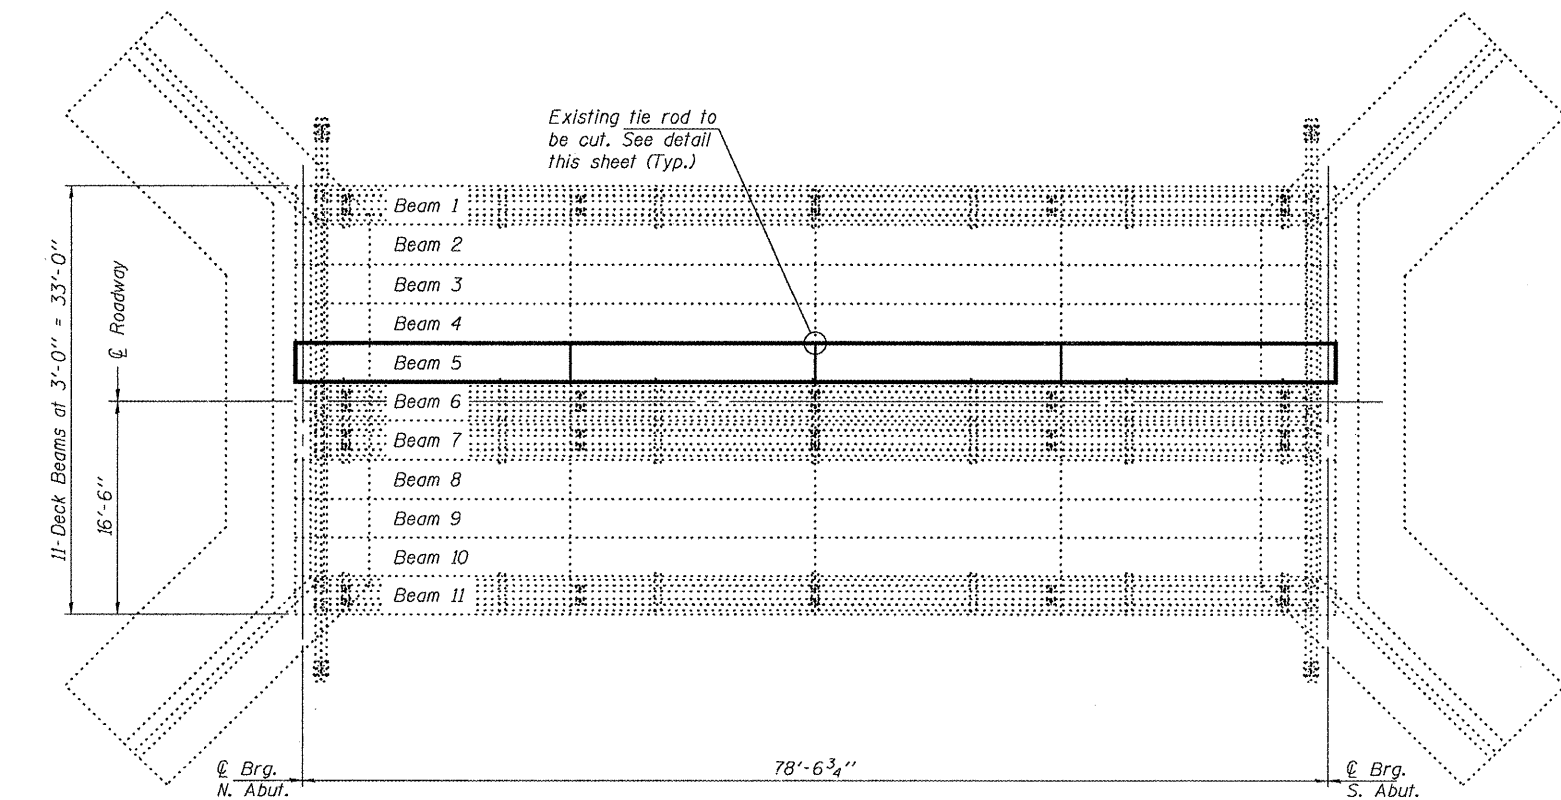 Existing tie rod to
be cut. See detail
this sheet (Typ.)
11-Deck Beams at 3'-0" = 33'-0"
℄ Roadway
16'-6"
Beam 1
Beam 2
Beam 3
Beam 4
Beam 5
Beam 6
Beam 7
Beam 8
Beam 9
Beam 10
Beam 11
℄ Brg.
N. Abut.
78'-6¾"
℄ Brg.
S. Abut.